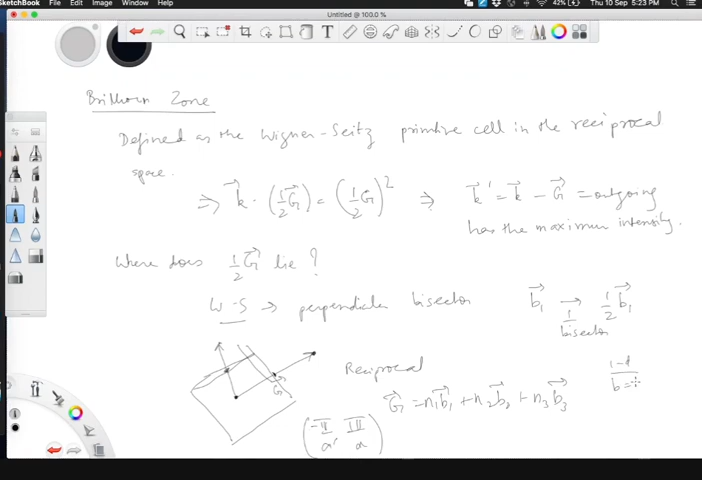 SketchBook File Edit Image Window Help
42% Thu 10 Sep 5:23 PM
Untitled @ 100.0 %
Brillouin Zone
Defined as the Wigner-Seitz primitive cell in the reciprocal
space.
⇒ k⃗ · (½G⃗) = (½G)² ⇒ k⃗' = k⃗ - G⃗ = outgoing
has the maximum intensity.
Where does ½G⃗ lie?
W-S → perpendicular bisector b⃗₁ → ½b⃗₁
⊥ bisector
Reciprocal
1-d
G⃗ = n₁b⃗₁ + n₂b⃗₂ + n₃b⃗₃
b =
G⃗
(-π/a, π/a)